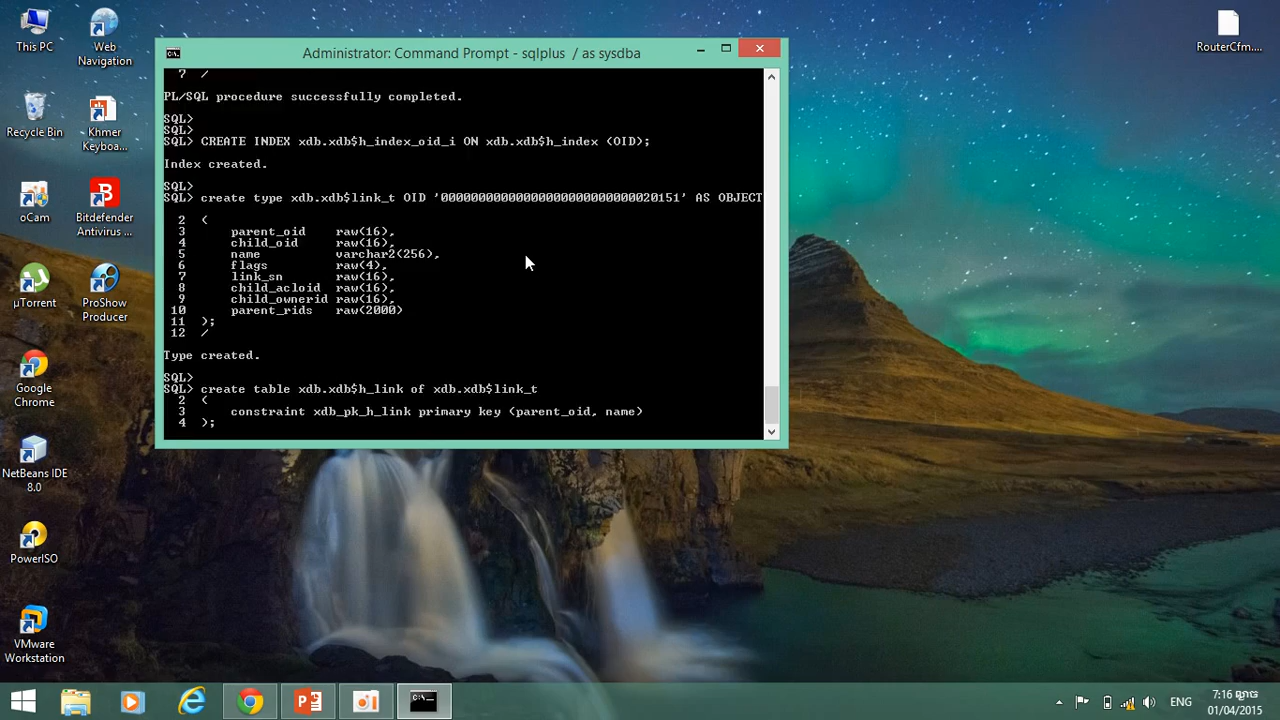 This PC
Web
Navigation
Recycle Bin
Khmer
Keyboa...
oCam
Bitdefender
Antivirus ...
µTorrent
ProShow
Producer
Google
Chrome
NetBeans IDE
8.0
PowerISO
VMware
Workstation
RouterCfm....
Administrator: Command Prompt - sqlplus / as sysdba
7 /
PL/SQL procedure successfully completed.
SQL>
SQL>
SQL> CREATE INDEX xdb.xdb$h_index_oid_i ON xdb.xdb$h_index (OID);
Index created.
SQL>
SQL> create type xdb.xdb$link_t OID '00000000000000000000000000020151' AS OBJECT
2 (
3 parent_oid raw(16),
4 child_oid raw(16),
5 name varchar2(256),
6 flags raw(4),
7 link_sn raw(16),
8 child_acloid raw(16),
9 child_ownerid raw(16),
10 parent_rids raw(2000)
11 );
12 /
Type created.
SQL>
SQL> create table xdb.xdb$h_link of xdb.xdb$link_t
2 (
3 constraint xdb_pk_h_link primary key (parent_oid, name)
4 );
ENG
7:16
01/04/2015